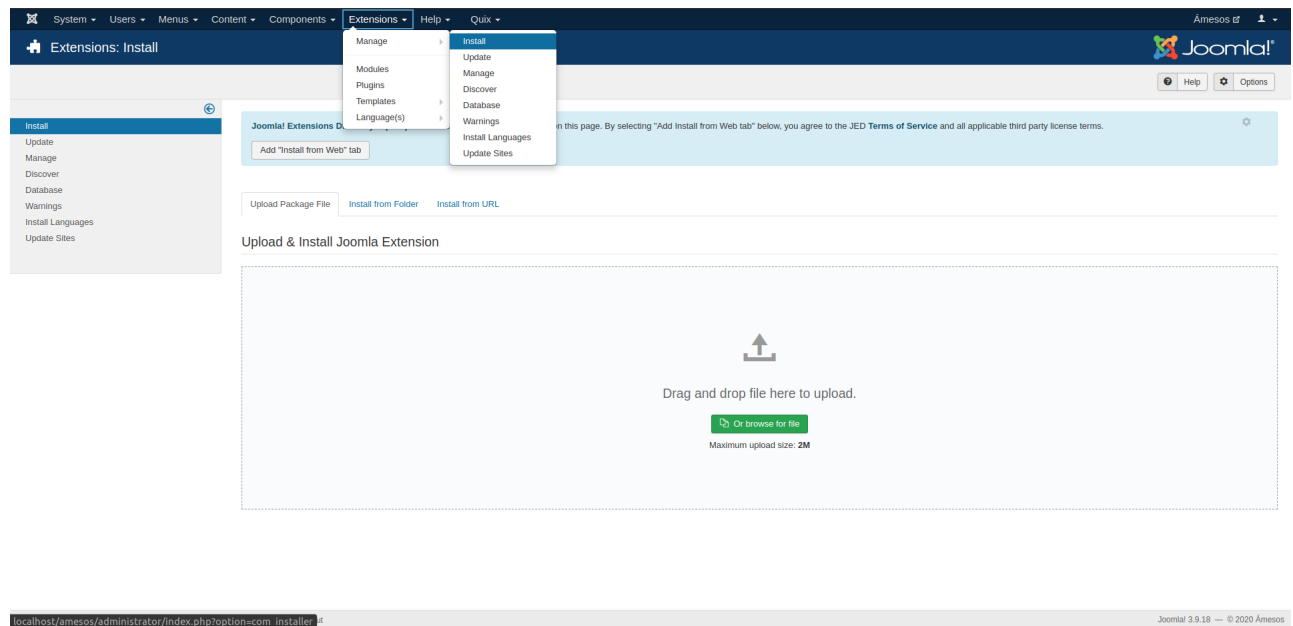 System Users Menus Content Components Extensions Help Quix Ámesos
Extensions: Install
Joomla!®
Help Options
Manage
Modules
Plugins
Templates
Language(s)
Install
Update
Manage
Discover
Database
Warnings
Install Languages
Update Sites
Install
Update
Manage
Discover
Database
Warnings
Install Languages
Update Sites
Joomla! Extensions on this page. By selecting "Add Install from Web tab" below, you agree to the JED Terms of Service and all applicable third party license terms.
Add "Install from Web" tab
Upload Package File Install from Folder Install from URL
Upload & Install Joomla Extension
Drag and drop file here to upload.
Or browse for file
Maximum upload size: 2M
localhost/amesos/administrator/index.php?option=com_installer
Joomla! 3.9.18 — © 2020 Ámesos